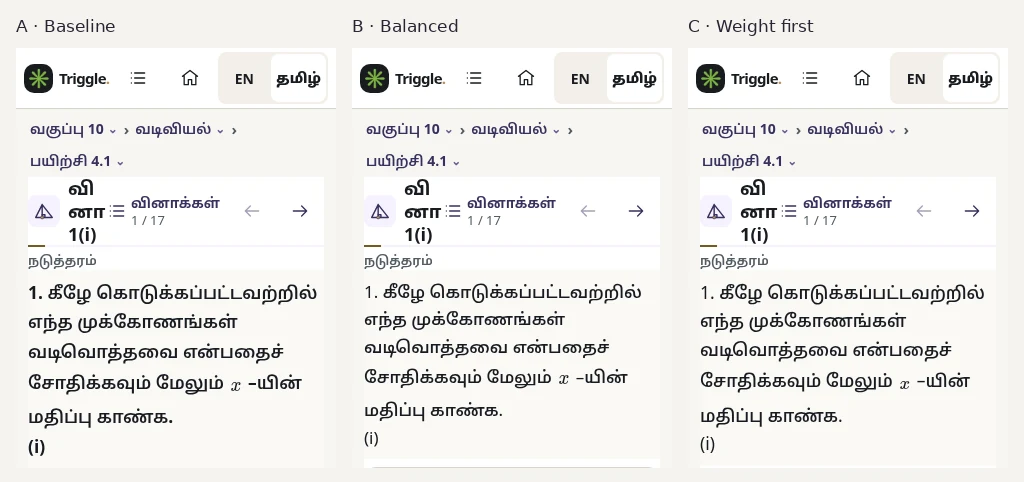 A · Baseline
Triggle.
EN
தமிழ்
வகுப்பு 10 › வடிவியல் ›
பயிற்சி 4.1
வி
னா
1(i)
வினாக்கள்
1 / 17
நடுத்தரம்
1. கீழே கொடுக்கப்பட்டவற்றில்
எந்த முக்கோணங்கள்
வடிவொத்தவை என்பதைச்
சோதிக்கவும் மேலும் x –யின்
மதிப்பு காண்க.
(i)
B · Balanced
Triggle.
EN
தமிழ்
வகுப்பு 10 › வடிவியல் ›
பயிற்சி 4.1
வி
னா
1(i)
வினாக்கள்
1 / 17
நடுத்தரம்
1. கீழே கொடுக்கப்பட்டவற்றில்
எந்த முக்கோணங்கள்
வடிவொத்தவை என்பதைச்
சோதிக்கவும் மேலும் x –யின்
மதிப்பு காண்க.
(i)
C · Weight first
Triggle.
EN
தமிழ்
வகுப்பு 10 › வடிவியல் ›
பயிற்சி 4.1
வி
னா
1(i)
வினாக்கள்
1 / 17
நடுத்தரம்
1. கீழே கொடுக்கப்பட்டவற்றில்
எந்த முக்கோணங்கள்
வடிவொத்தவை என்பதைச்
சோதிக்கவும் மேலும் x –யின்
மதிப்பு காண்க.
(i)